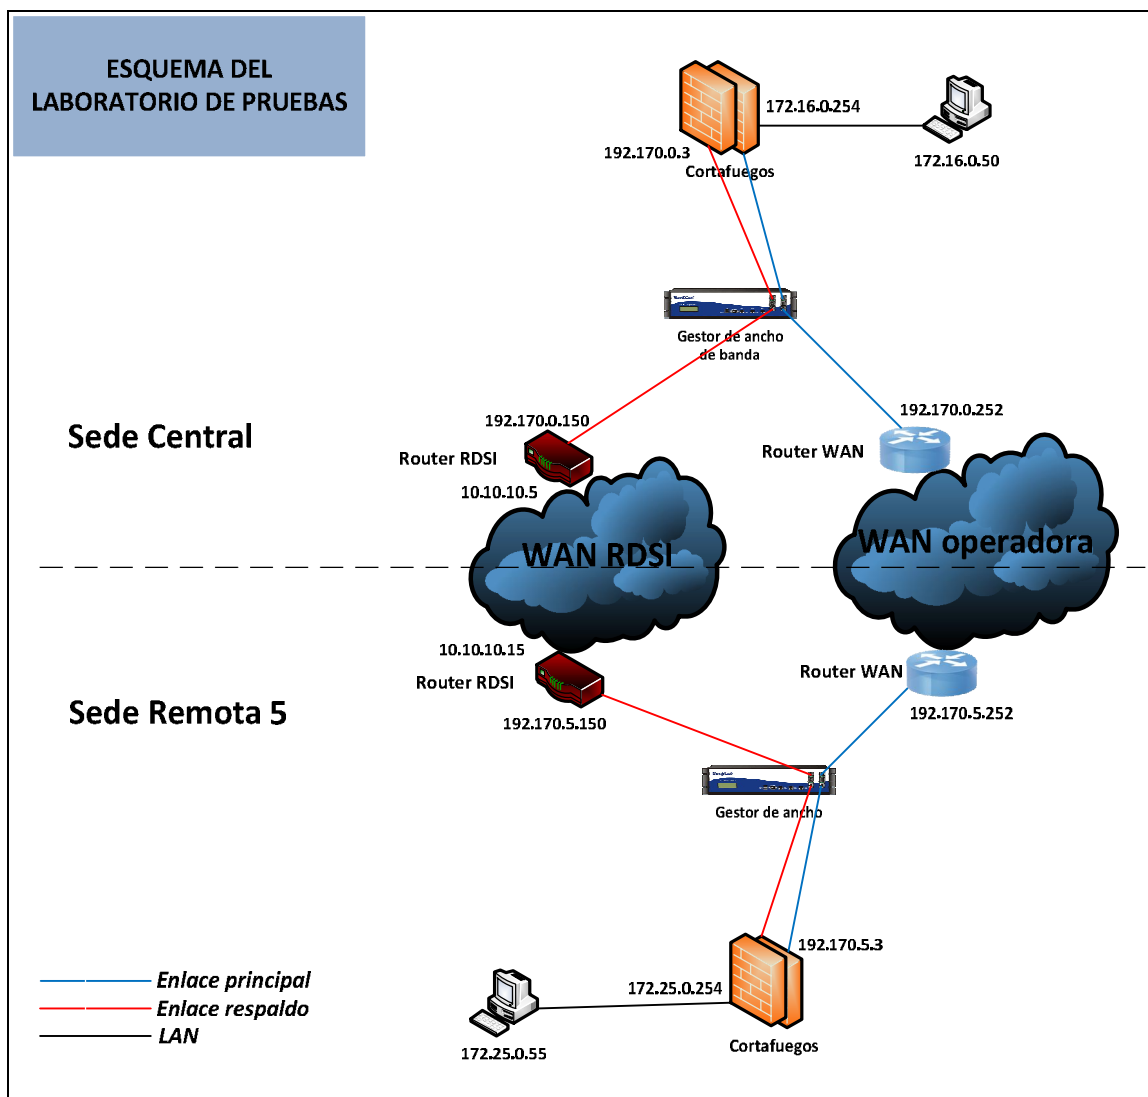 ESQUEMA DEL
LABORATORIO DE PRUEBAS
172.16.0.254
192.170.0.3
Cortafuegos
172.16.0.50
Gestor de ancho
de banda
192.170.0.150
192.170.0.252
Sede Central
Router RDSI
Router WAN
10.10.10.5
WAN RDSI
WAN operadora
10.10.10.15
Router RDSI
Router WAN
Sede Remota 5
192.170.5.150
192.170.5.252
Gestor de ancho
192.170.5.3
Enlace principal
172.25.0.254
Enlace respaldo
LAN
172.25.0.55
Cortafuegos